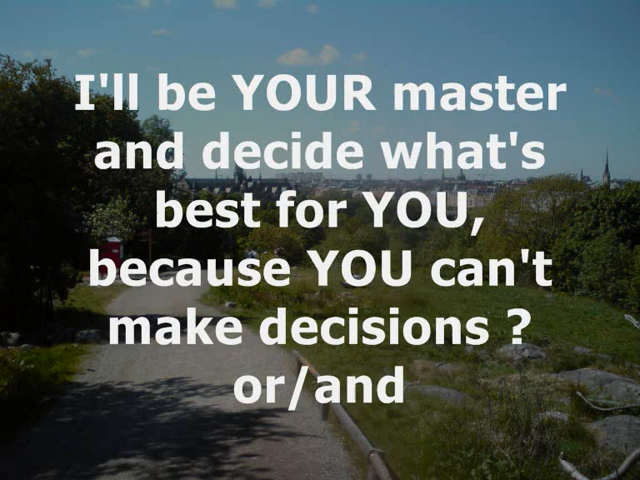 I'll be YOUR master
and decide what's
best for YOU,
because YOU can't
make decisions ?
or/and